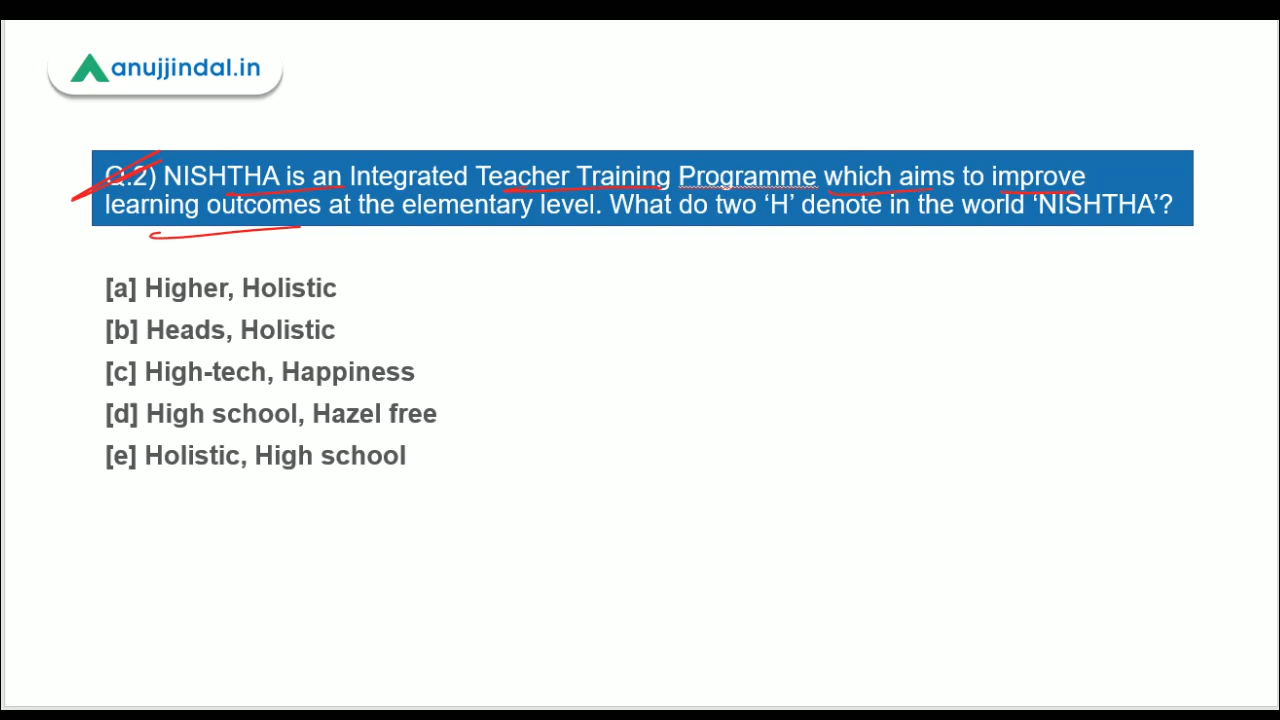 anujjindal.in
Q.2) NISHTHA is an Integrated Teacher Training Programme which aims to improve
learning outcomes at the elementary level. What do two ‘H’ denote in the world ‘NISHTHA’?
[a] Higher, Holistic
[b] Heads, Holistic
[c] High-tech, Happiness
[d] High school, Hazel free
[e] Holistic, High school